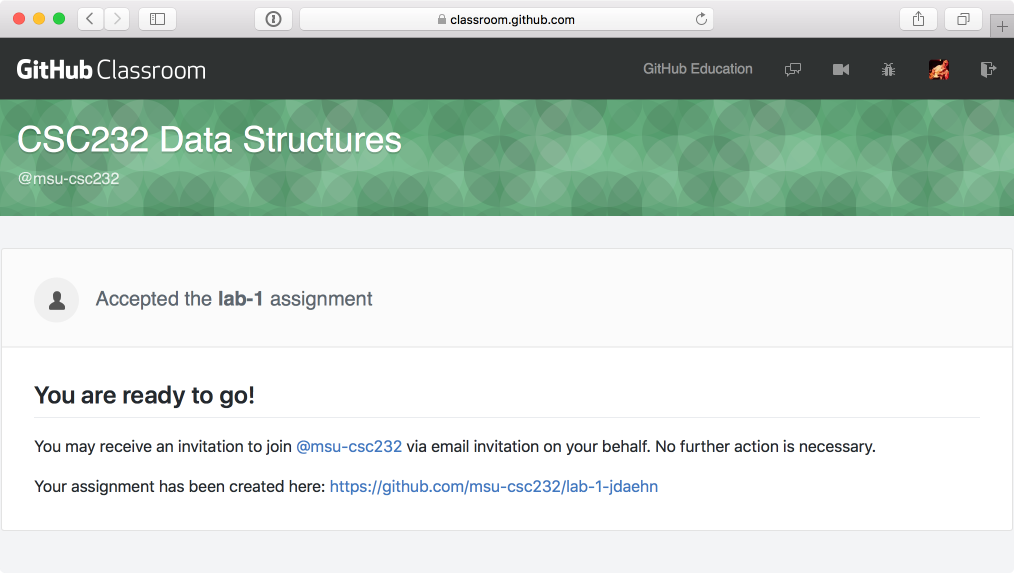 classroom.github.com
GitHub Classroom
GitHub Education
CSC232 Data Structures
@msu-csc232
Accepted the lab-1 assignment
You are ready to go!
You may receive an invitation to join @msu-csc232 via email invitation on your behalf. No further action is necessary.
Your assignment has been created here: https://github.com/msu-csc232/lab-1-jdaehn